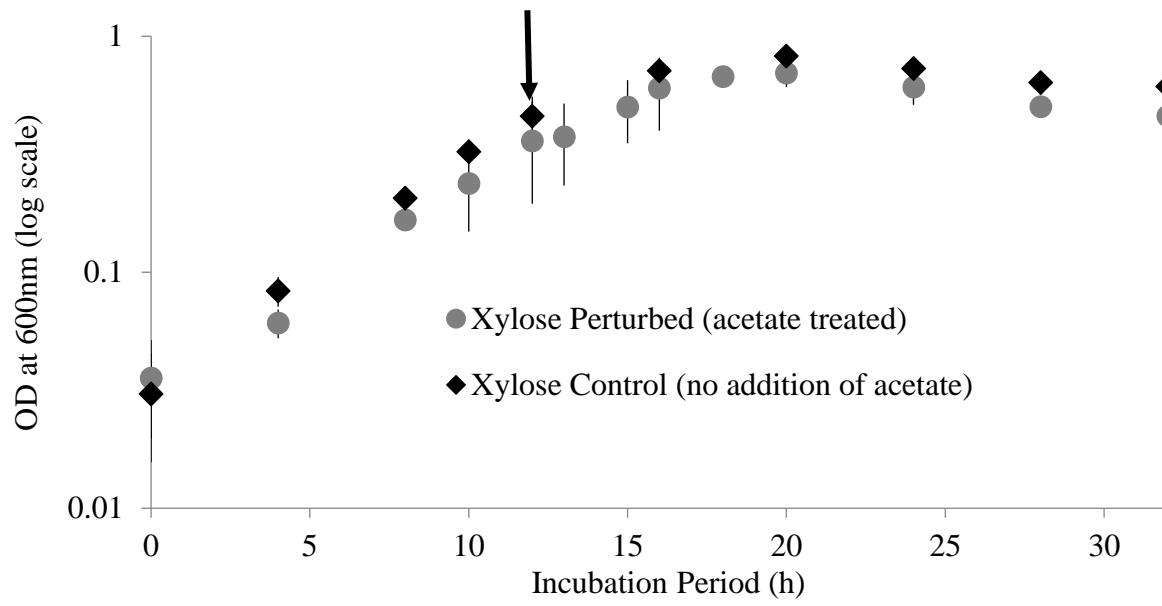 1
0.1
0.01
OD at 600nm (log scale)
Xylose Perturbed (acetate treated)
Xylose Control (no addition of acetate)
0 5 10 15 20 25 30
Incubation Period (h)